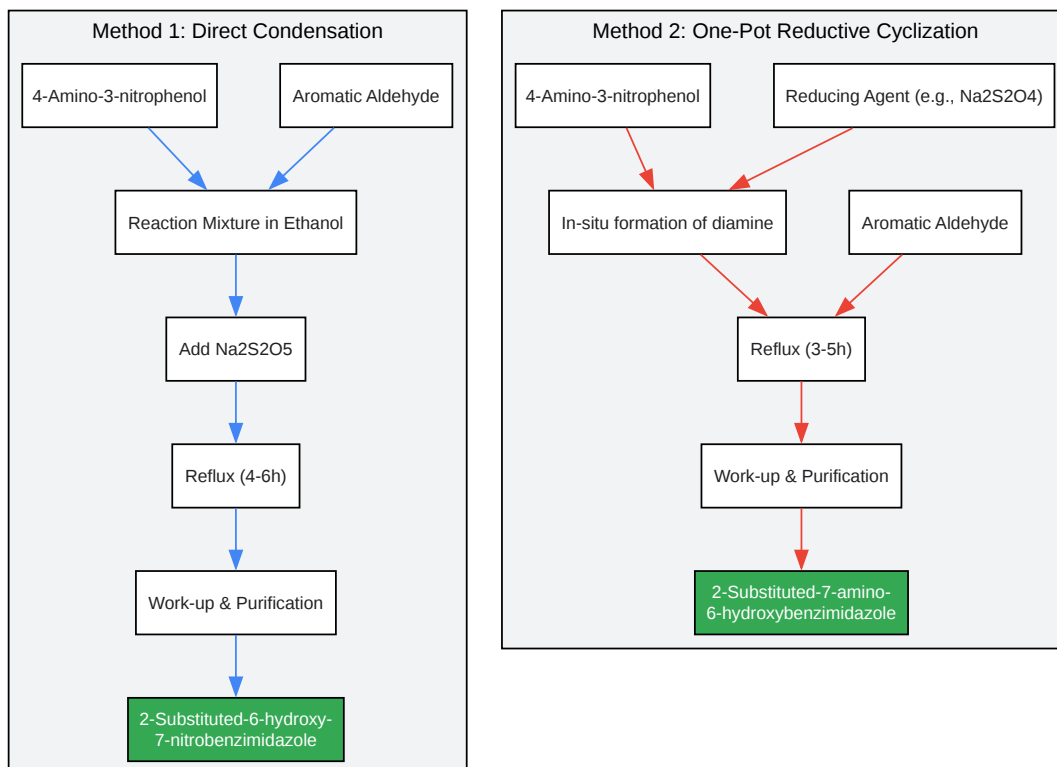 Method 1: Direct Condensation
4-Amino-3-nitrophenol
Aromatic Aldehyde
Reaction Mixture in Ethanol
Add Na2S2O5
Reflux (4-6h)
Work-up & Purification
2-Substituted-6-hydroxy-
7-nitrobenzimidazole
Method 2: One-Pot Reductive Cyclization
4-Amino-3-nitrophenol
Reducing Agent (e.g., Na2S2O4)
In-situ formation of diamine
Aromatic Aldehyde
Reflux (3-5h)
Work-up & Purification
2-Substituted-7-amino-
6-hydroxybenzimidazole